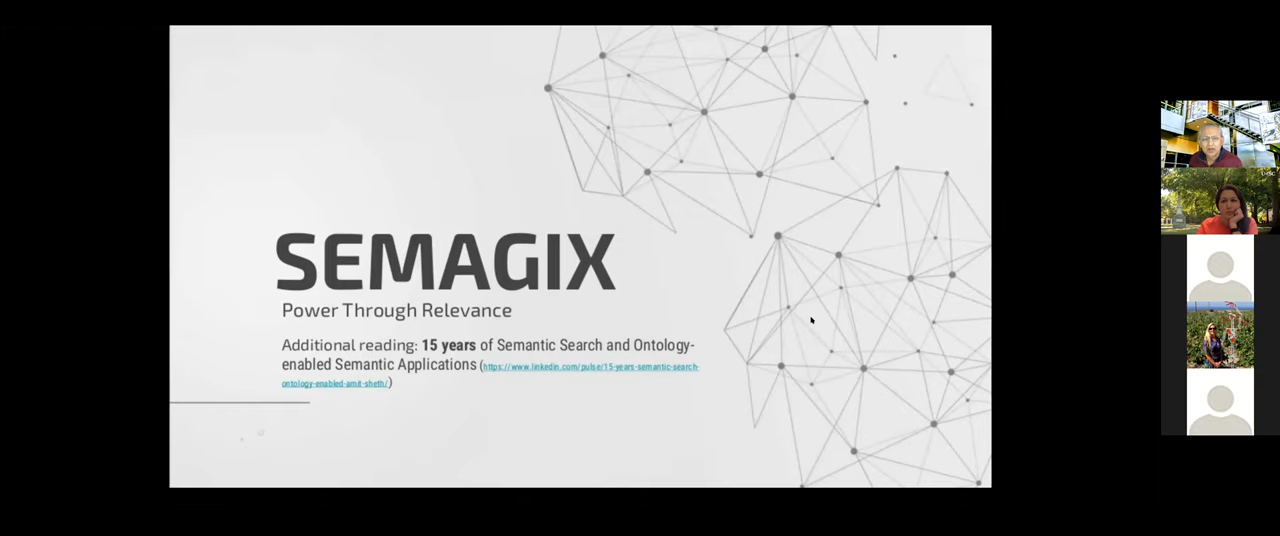 SEMAGIX
Power Through Relevance
Additional reading: 15 years of Semantic Search and Ontology-
enabled Semantic Applications (https://www.linkedin.com/pulse/15-years-semantic-search-
ontology-enabled-amit-sheth/)